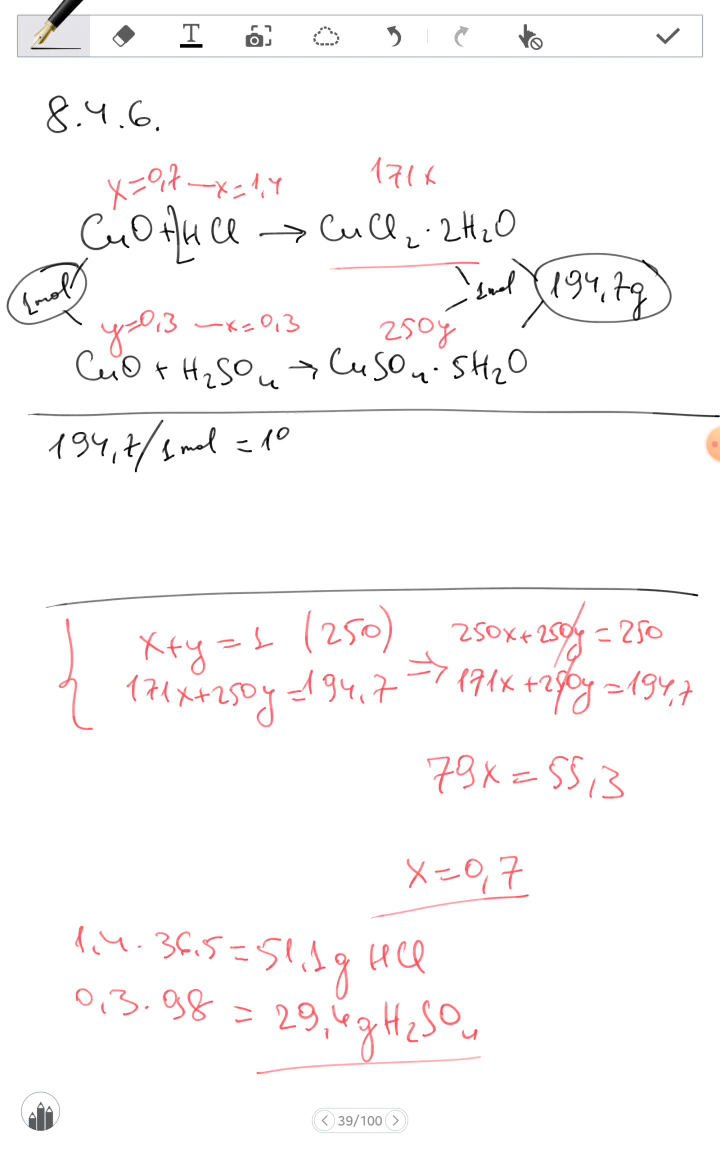 8.4.6.
x=0,7 — x=1,4 171x
CuO + 2HCl → CuCl₂·2H₂O
1mol 1mol 194,7g
y=0,3 — x=0,3 250y
CuO + H₂SO₄ → CuSO₄·5H₂O
194,7/1mol = 10
x+y=1 (250) 250x+250y=250
171x+250y=194,7 ⇒ 171x+250y=194,7
79x=55,3
x=0,7
1,4·36,5=51,1g HCl
0,3·98 = 29,4g H₂SO₄
39/100